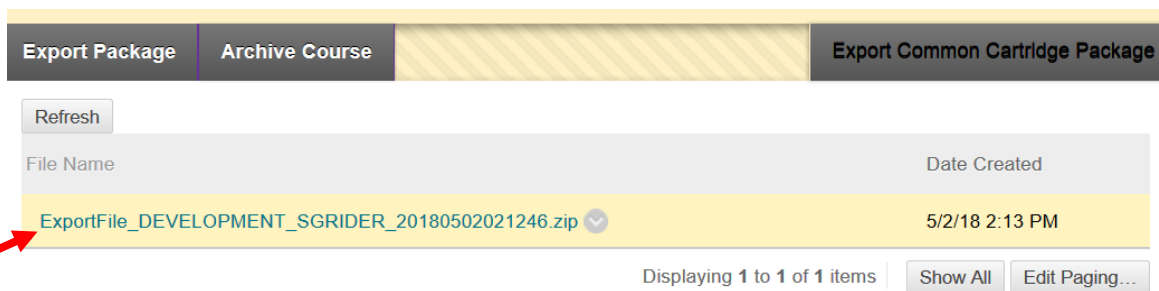 Export Package Archive Course Export Common Cartridge Package
Refresh
File Name Date Created
ExportFile_DEVELOPMENT_SGRIDER_20180502021246.zip 5/2/18 2:13 PM
Displaying 1 to 1 of 1 items Show All Edit Paging...